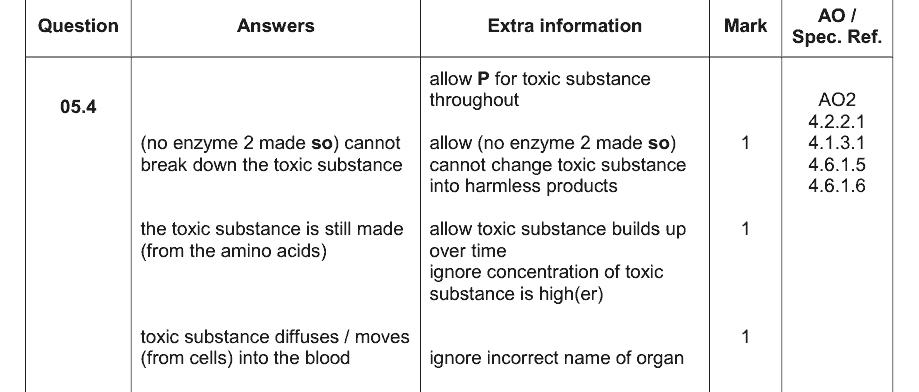 Question Answers Extra information Mark AO /
Spec. Ref.
allow P for toxic substance
throughout
05.4 AO2
4.2.2.1
(no enzyme 2 made so) cannot allow (no enzyme 2 made so) 1 4.1.3.1
break down the toxic substance cannot change toxic substance 4.6.1.5
into harmless products 4.6.1.6
the toxic substance is still made allow toxic substance builds up 1
(from the amino acids) over time
ignore concentration of toxic
substance is high(er)
toxic substance diffuses / moves 1
(from cells) into the blood ignore incorrect name of organ